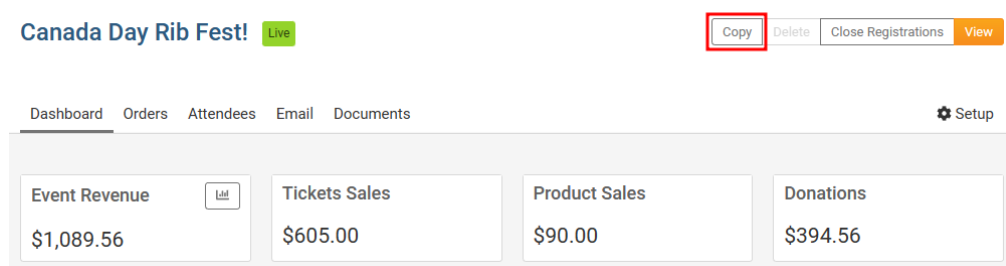 Canada Day Rib Fest! Live
Copy Delete Close Registrations View
Dashboard Orders Attendees Email Documents Setup
Event Revenue Tickets Sales Product Sales Donations
$1,089.56 $605.00 $90.00 $394.56